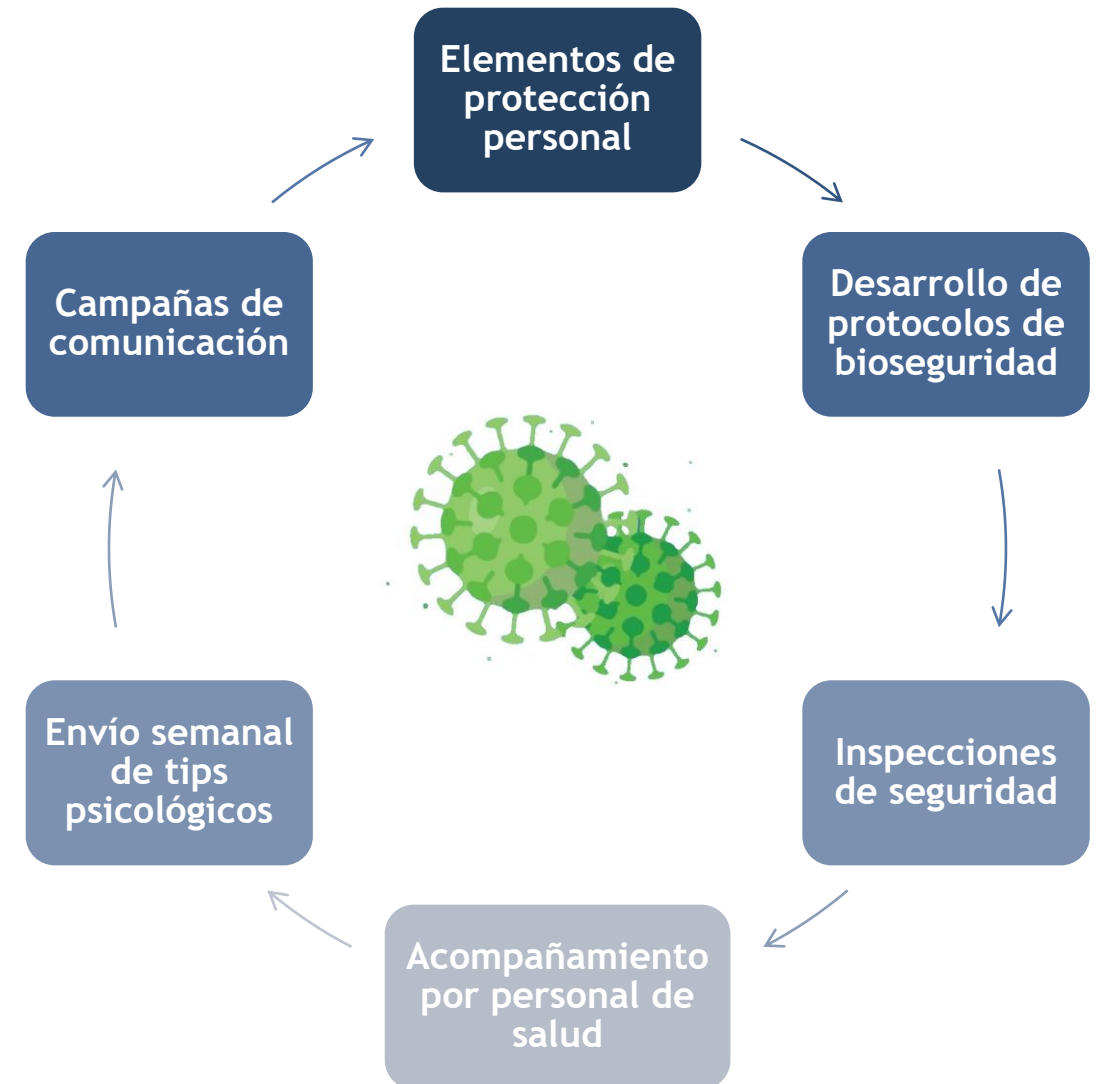 Elementos de
protección
personal
Desarrollo de
protocolos de
bioseguridad
Inspecciones
de seguridad
Acompañamiento
por personal de
salud
Envío semanal
de tips
psicológicos
Campañas de
comunicación